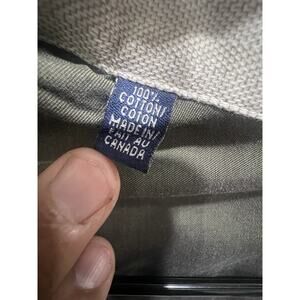 100%
COTTON/
COTON
MADE IN/
FAIT AU
CANADA